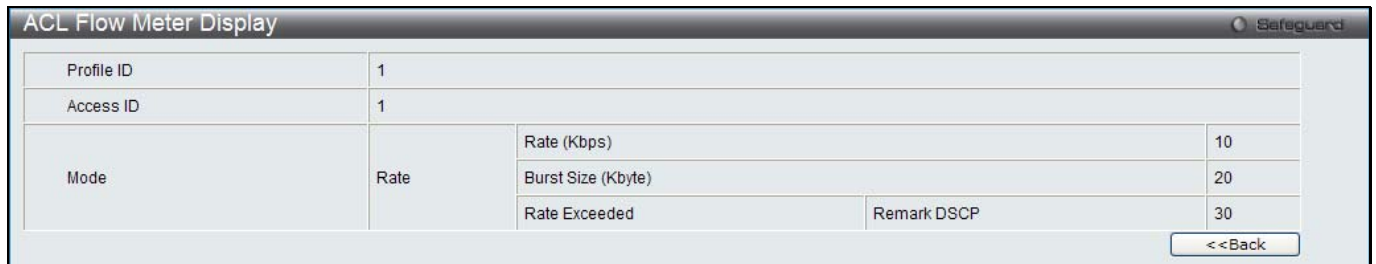 ACL Flow Meter Display
Safeguard
Profile ID 1
Access ID 1
Mode Rate Rate (Kbps) 10
Burst Size (Kbyte) 20
Rate Exceeded Remark DSCP 30
<<Back